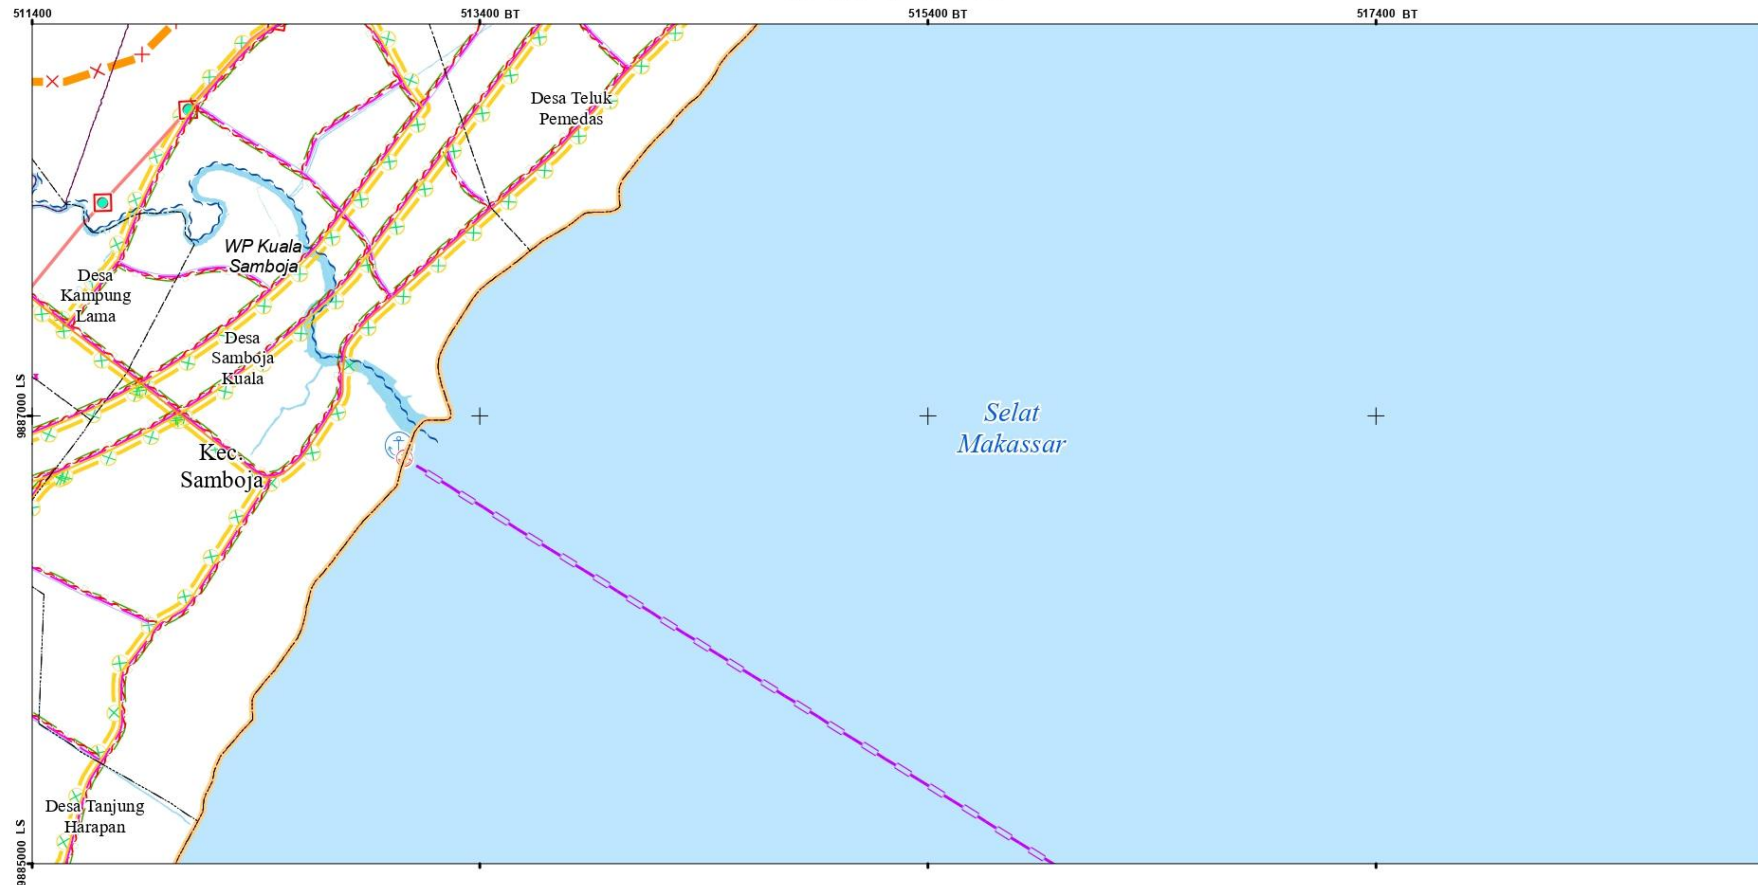 511400
513400 BT
515400 BT
517400 BT
Desa Teluk
Pemedas
WP Kuala
Samboja
Desa
Kampung
Lama
Desa
Samboja
Kuala
9887000 LS
Selat
Makassar
Kec.
Samboja
Desa Tanjung
Harapan
9885000 LS